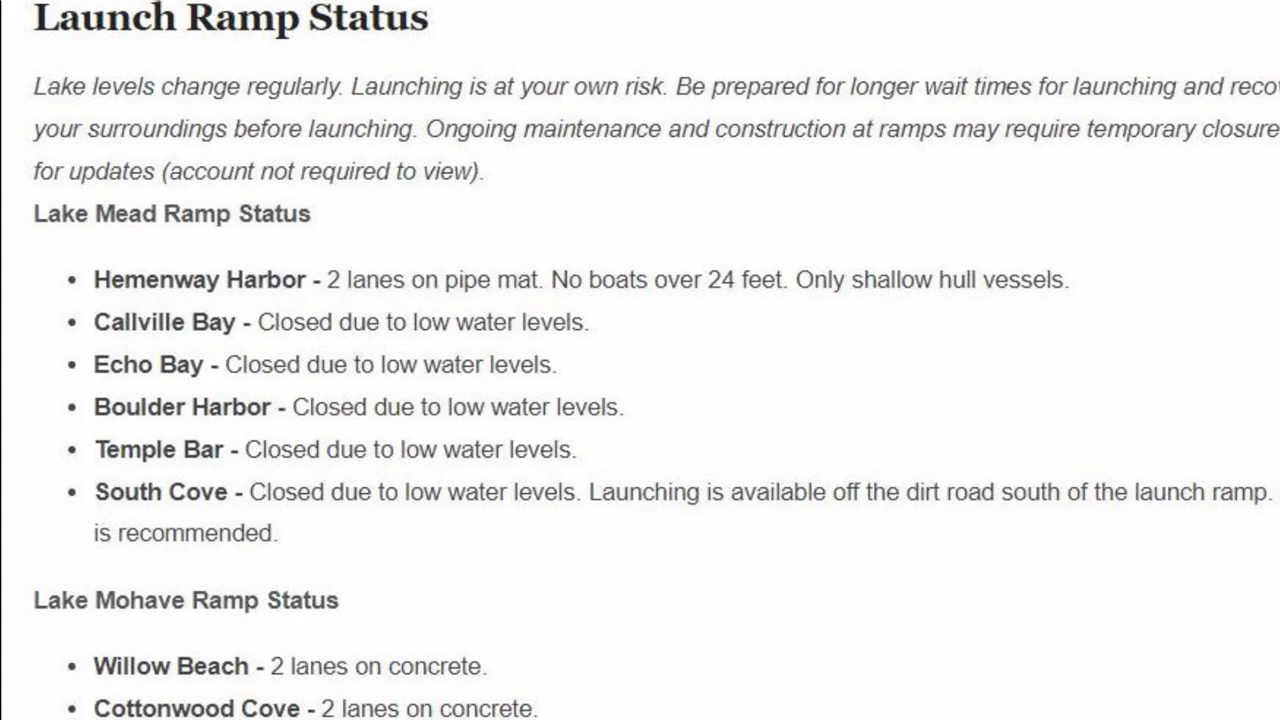 Launch Ramp Status
Lake levels change regularly. Launching is at your own risk. Be prepared for longer wait times for launching and
your surroundings before launching. Ongoing maintenance and construction at ramps may require temporary
for updates (account not required to view).
Lake Mead Ramp Status
• Hemenway Harbor - 2 lanes on pipe mat. No boats over 24 feet. Only shallow hull vessels.
• Callville Bay - Closed due to low water levels.
• Echo Bay - Closed due to low water levels.
• Boulder Harbor - Closed due to low water levels.
• Temple Bar - Closed due to low water levels.
• South Cove - Closed due to low water levels. Launching is available off the dirt road south of the launch ramp.
is recommended.
Lake Mohave Ramp Status
• Willow Beach - 2 lanes on concrete.
• Cottonwood Cove - 2 lanes on concrete.